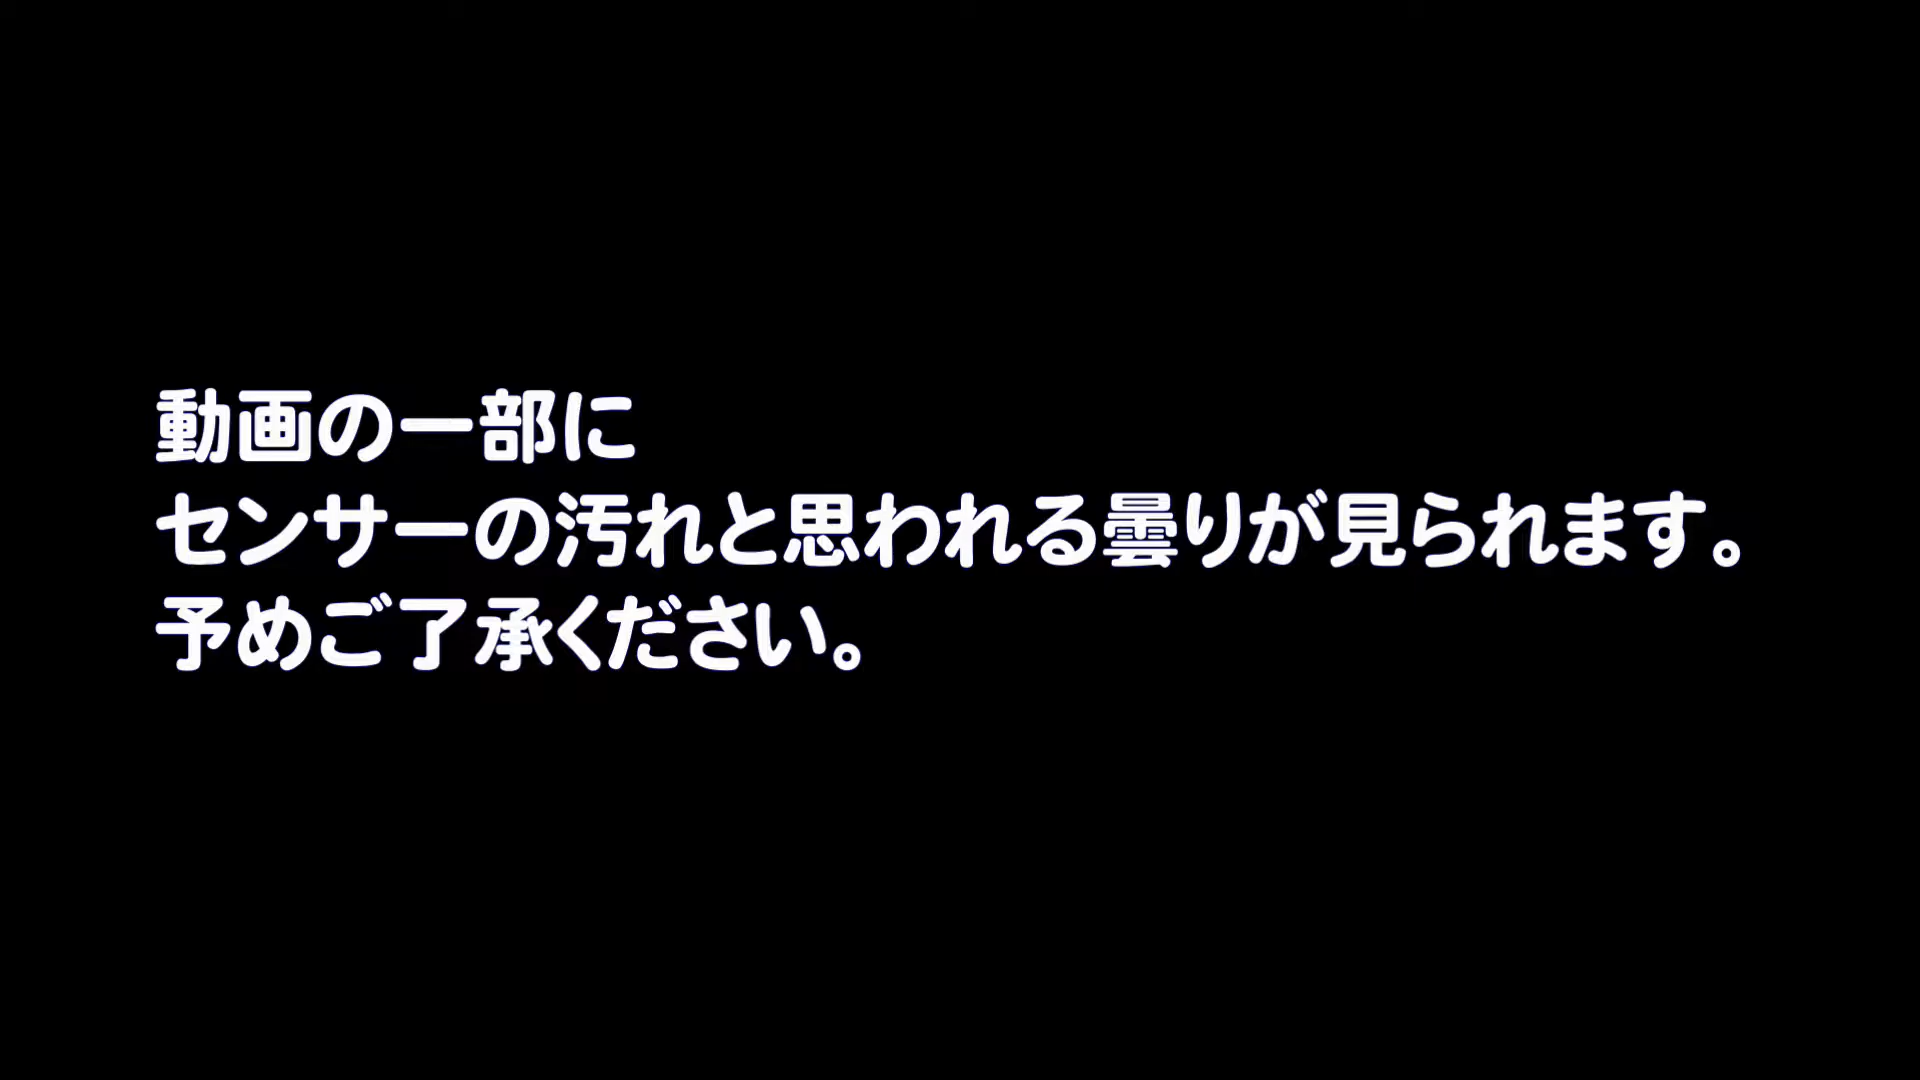 動画の一部に
センサーの汚れと思われる曇りが見られます。
予めご了承ください。